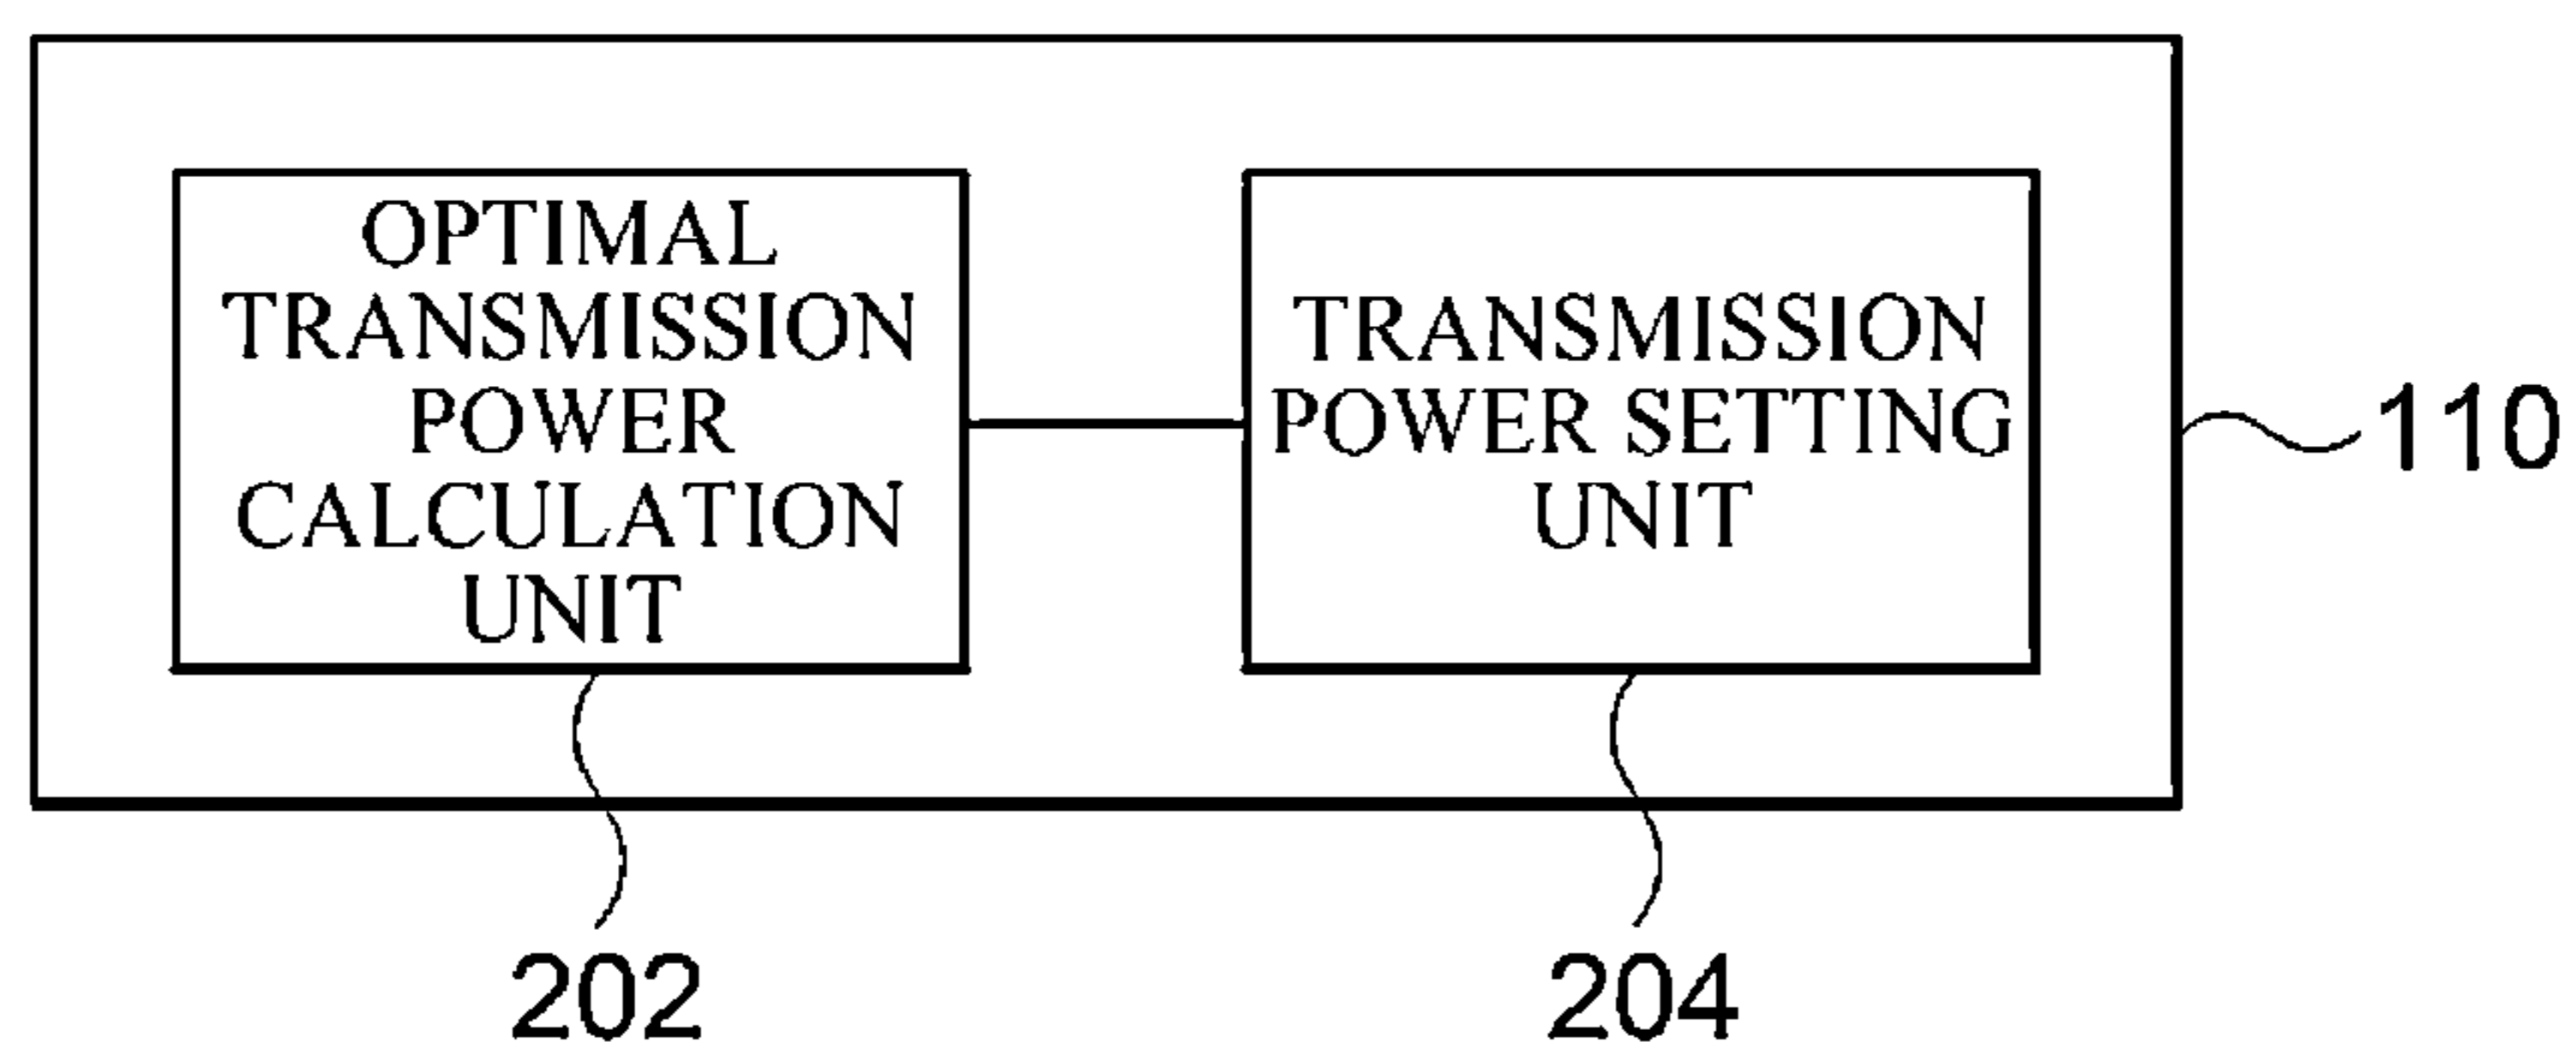 OPTIMAL
TRANSMISSION
POWER
CALCULATION
UNIT
TRANSMISSION
POWER SETTING
UNIT
110
202
204